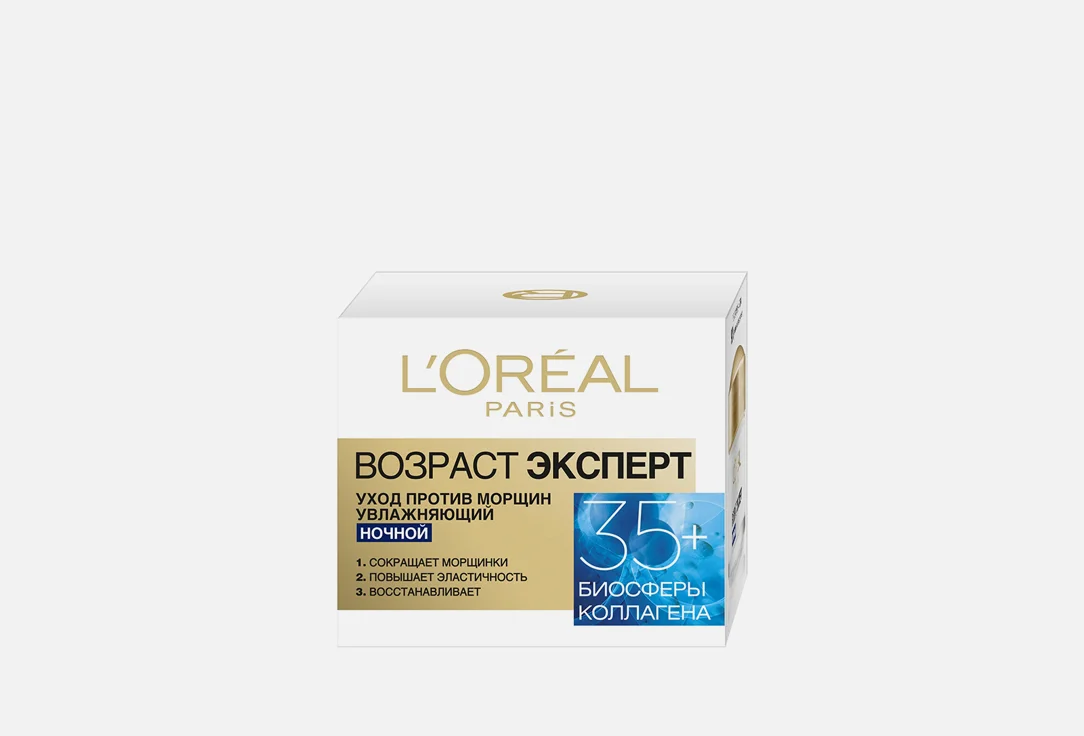 L'ORÉAL
PARiS
ВОЗРАСТ ЭКСПЕРТ
УХОД ПРОТИВ МОРЩИН
УВЛАЖНЯЮЩИЙ
НОЧНОЙ
1. СОКРАЩАЕТ МОРЩИНКИ
2. ПОВЫШАЕТ ЭЛАСТИЧНОСТЬ
3. ВОССТАНАВЛИВАЕТ
35+
БИОСФЕРЫ
КОЛЛАГЕНА